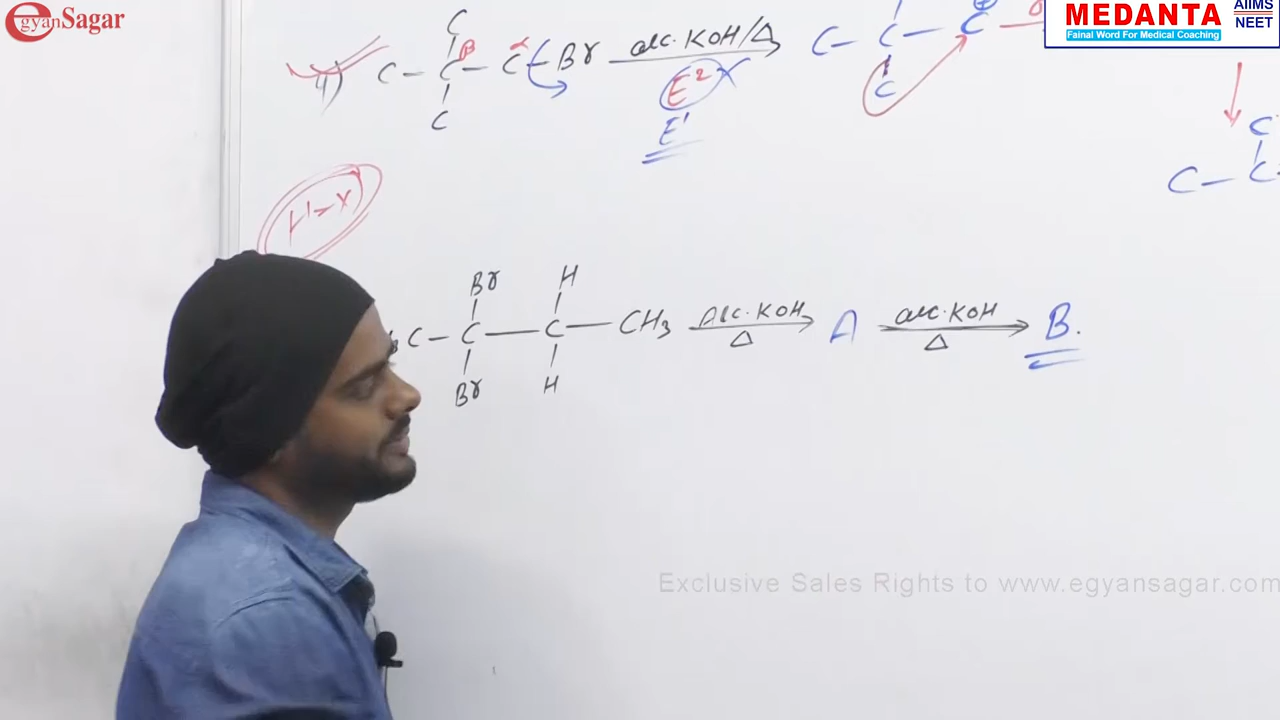 egyanSagar
MEDANTA AIIMS NEET
Fainal Word For Medical Coaching
C
4) C – C β – C α – Br alc. KOH/Δ C – C – C ⊕
C C
E² X
E¹
C
C – C
Br H
C – C – C – CH₃ Alc. KOH Δ A alc. KOH Δ B.
Br H
Exclusive Sales Rights to www.egyansagar.com